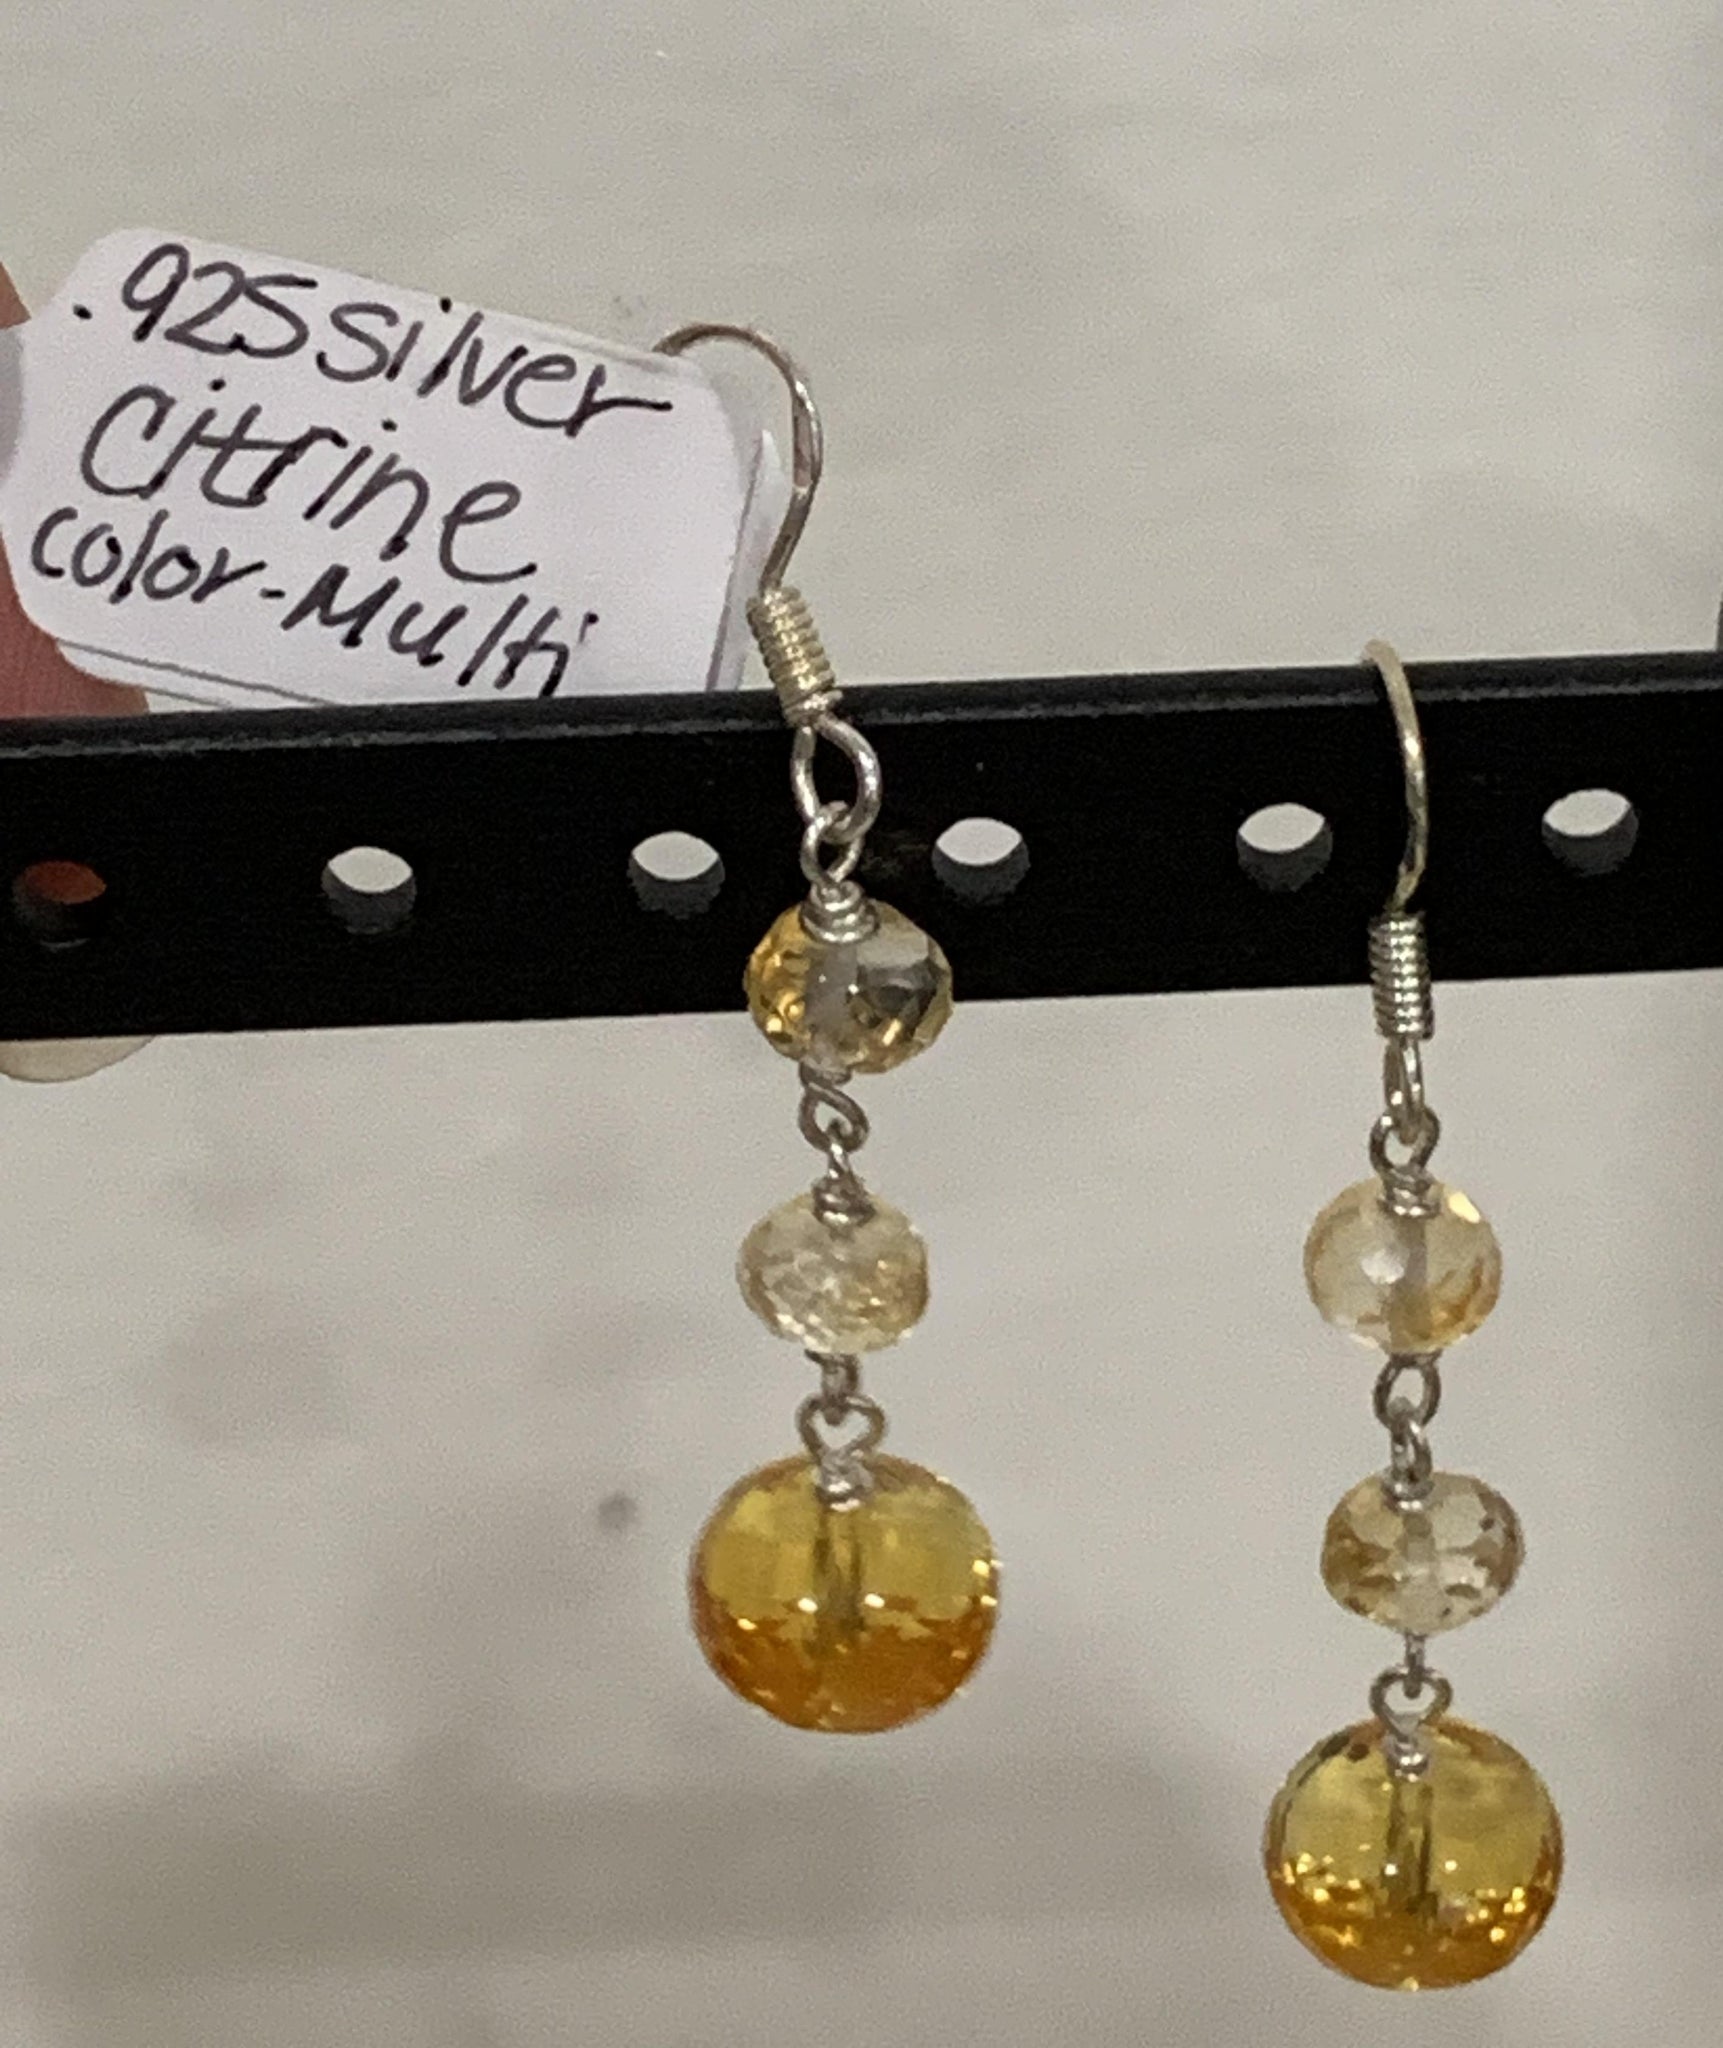 .925 Silver
Citrine
color-Multi